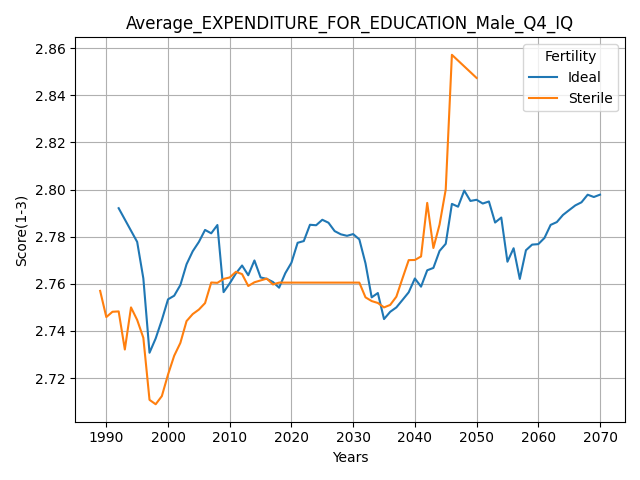 Average_EXPENDITURE_FOR_EDUCATION_Male_Q4_IQ
Fertility
Ideal
Sterile
Score(1-3)
2.86
2.84
2.82
2.80
2.78
2.76
2.74
2.72
1990 2000 2010 2020 2030 2040 2050 2060 2070
Years